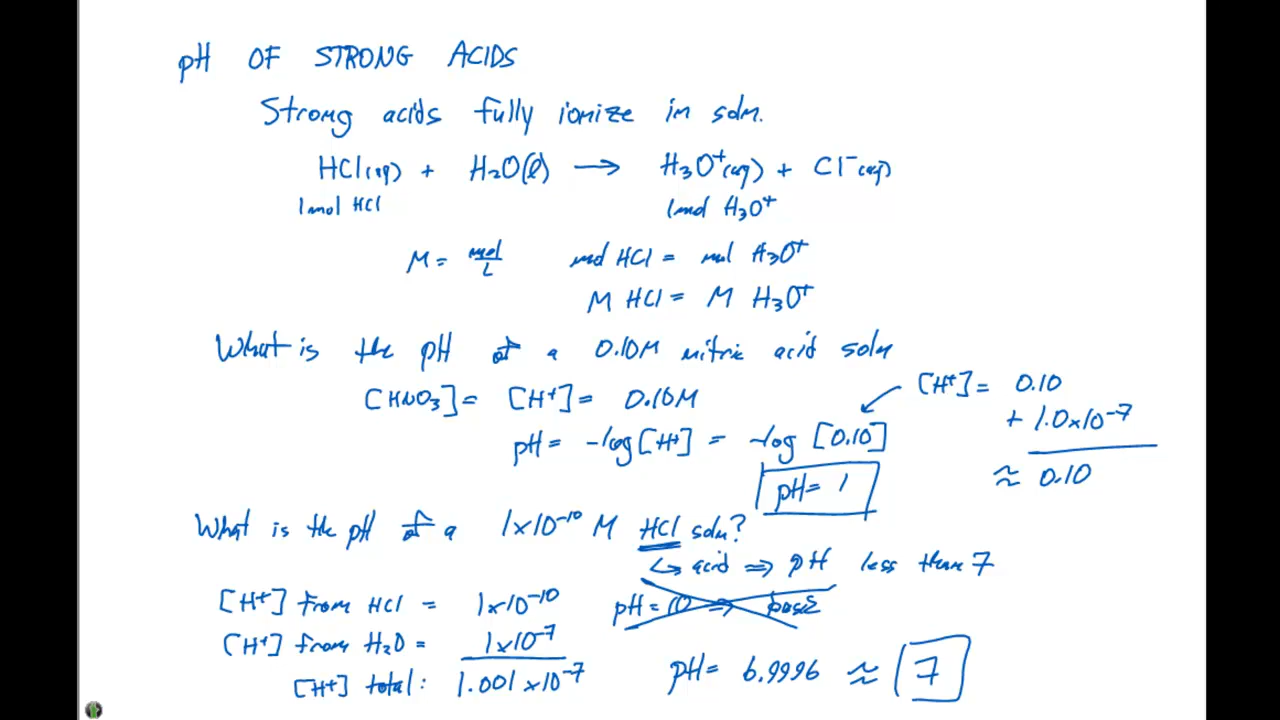 pH OF STRONG ACIDS
Strong acids fully ionize in soln.
HCl(aq) + H₂O(l) → H₃O⁺(aq) + Cl⁻(aq)
1 mol HCl 1 mol H₃O⁺
M = mol/L mol HCl = mol H₃O⁺
M HCl = M H₃O⁺
What is the pH of a 0.10M nitric acid soln
[HNO₃] = [H⁺] = 0.10M
[H⁺] = 0.10
+ 1.0×10⁻⁷
≈ 0.10
pH = -log[H⁺] = -log [0.10]
pH = 1
What is the pH of a 1×10⁻¹⁰ M HCl soln?
↳ acid ⇒ pH less than 7
[H⁺] from HCl = 1×10⁻¹⁰ pH = 10 ⇒ basic
[H⁺] from H₂O = 1×10⁻⁷
[H⁺] total: 1.001×10⁻⁷ pH = 6.9996 ≈ 7